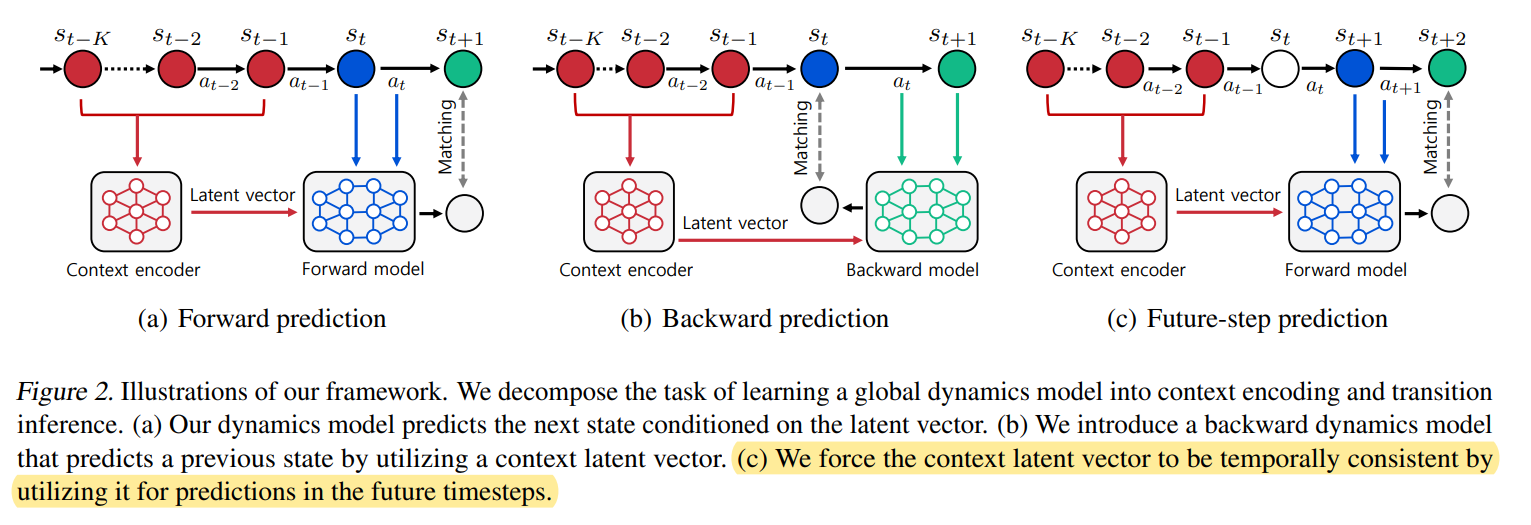 s_{t-K} s_{t-2} s_{t-1} s_t s_{t+1}
a_{t-2} a_{t-1} a_t
Matching
Latent vector
Context encoder Forward model
(a) Forward prediction
s_{t-K} s_{t-2} s_{t-1} s_t s_{t+1}
a_{t-2} a_{t-1} a_t
Matching
Latent vector
Context encoder Backward model
(b) Backward prediction
s_{t-K} s_{t-2} s_{t-1} s_t s_{t+1} s_{t+2}
a_{t-2} a_{t-1} a_t a_{t+1}
Matching
Latent vector
Context encoder Forward model
(c) Future-step prediction
Figure 2. Illustrations of our framework. We decompose the task of learning a global dynamics model into context encoding and transition
inference. (a) Our dynamics model predicts the next state conditioned on the latent vector. (b) We introduce a backward dynamics model
that predicts a previous state by utilizing a context latent vector. (c) We force the context latent vector to be temporally consistent by
utilizing it for predictions in the future timesteps.